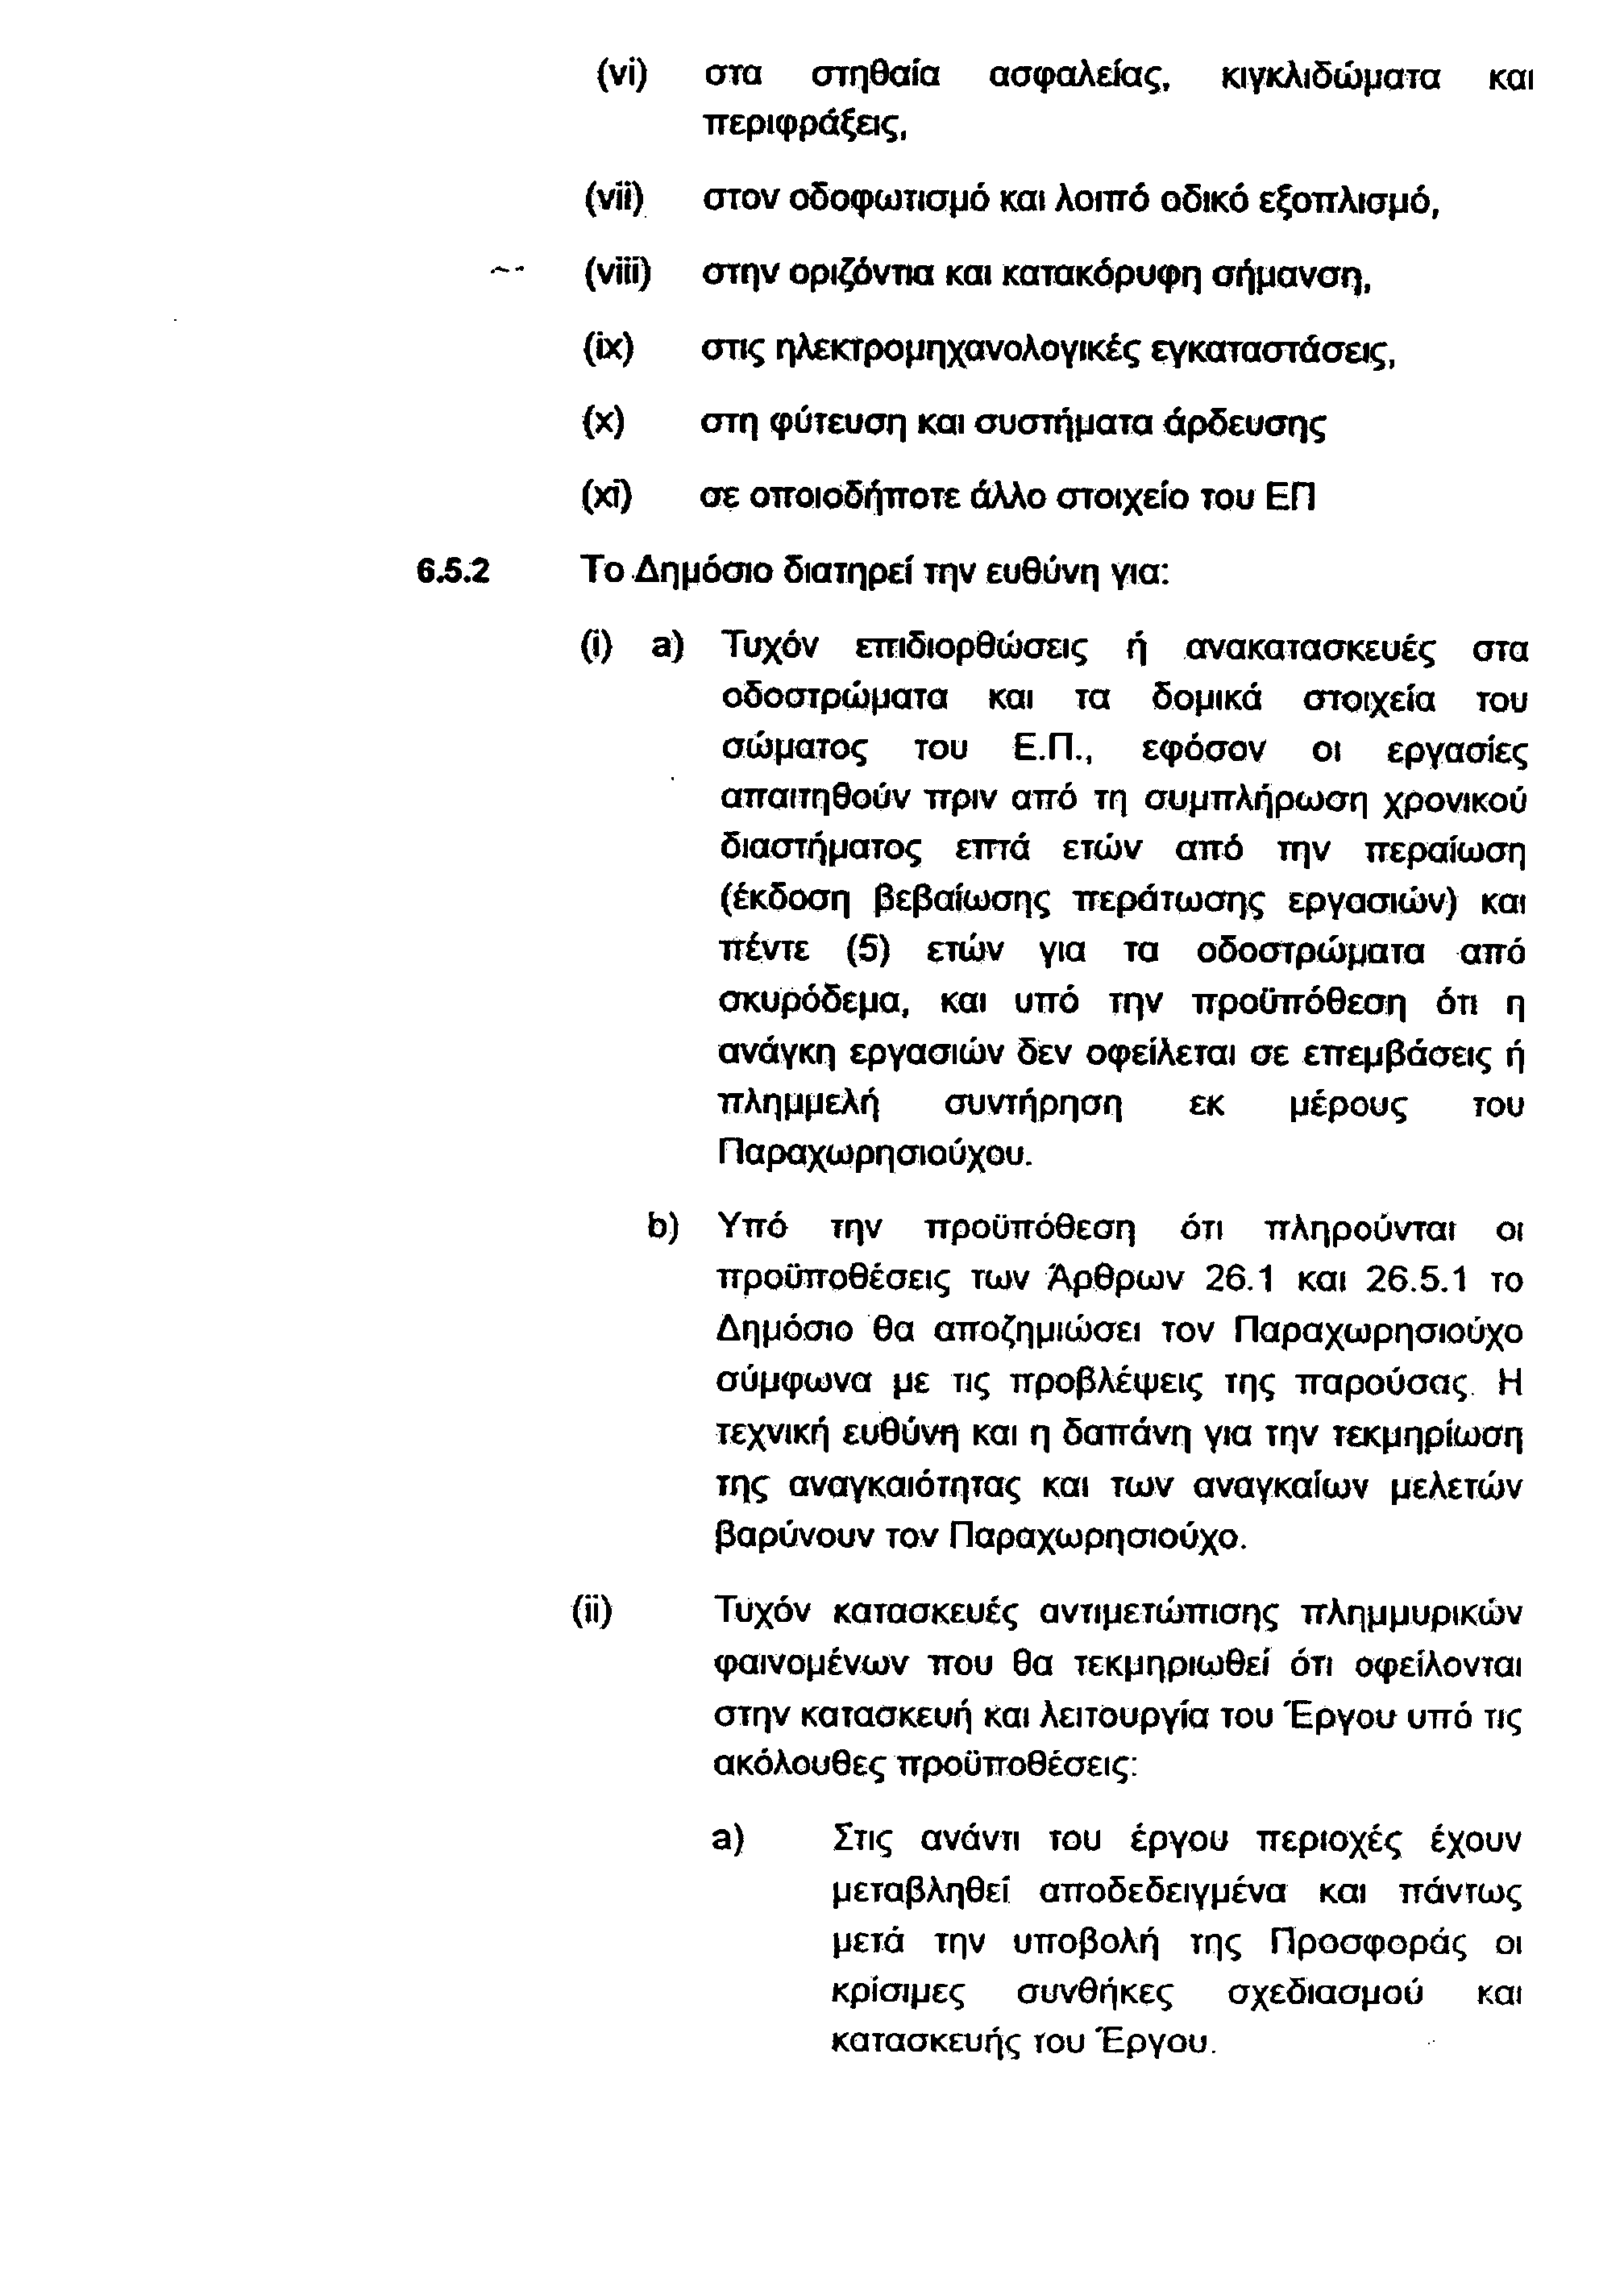 (vi) στα στηθαία ασφαλείας, κιγκλιδώματα και
περιφράξεις,
(vii) στον οδοφωτισμό και λοιπό οδικό εξοπλισμό,
(viii) στην οριζόντια και κατακόρυφη σήμανση,
(ix) στις ηλεκτρομηχανολογικές εγκαταστάσεις,
(x) στη φύτευση και συστήματα άρδευσης
(xi) σε οποιοδήποτε άλλο στοιχείο του ΕΠ
6.5.2 Το Δημόσιο διατηρεί την ευθύνη για:
(i) a) Τυχόν επιδιορθώσεις ή ανακατασκευές στα
οδοστρώματα και τα δομικά στοιχεία του
σώματος του Ε.Π., εφόσον οι εργασίες
απαιτηθούν πριν από τη συμπλήρωση χρονικού
διαστήματος επτά ετών από την περαίωση
(έκδοση βεβαίωσης περάτωσης εργασιών) και
πέντε (5) ετών για τα οδοστρώματα από
σκυρόδεμα, και υπό την προϋπόθεση ότι η
ανάγκη εργασιών δεν οφείλεται σε επεμβάσεις ή
πλημμελή συντήρηση εκ μέρους του
Παραχωρησιούχου.
b) Υπό την προϋπόθεση ότι πληρούνται οι
προϋποθέσεις των Άρθρων 26.1 και 26.5.1 το
Δημόσιο θα αποζημιώσει τον Παραχωρησιούχο
σύμφωνα με τις προβλέψεις της παρούσας. Η
τεχνική ευθύνη και η δαπάνη για την τεκμηρίωση
της αναγκαιότητας και των αναγκαίων μελετών
βαρύνουν τον Παραχωρησιούχο.
(ii) Τυχόν κατασκευές αντιμετώπισης πλημμυρικών
φαινομένων που θα τεκμηριωθεί ότι οφείλονται
στην κατασκευή και λειτουργία του Έργου υπό τις
ακόλουθες προϋποθέσεις:
a) Στις ανάντι του έργου περιοχές έχουν
μεταβληθεί αποδεδειγμένα και πάντως
μετά την υποβολή της Προσφοράς οι
κρίσιμες συνθήκες σχεδιασμού και
κατασκευής του Έργου.